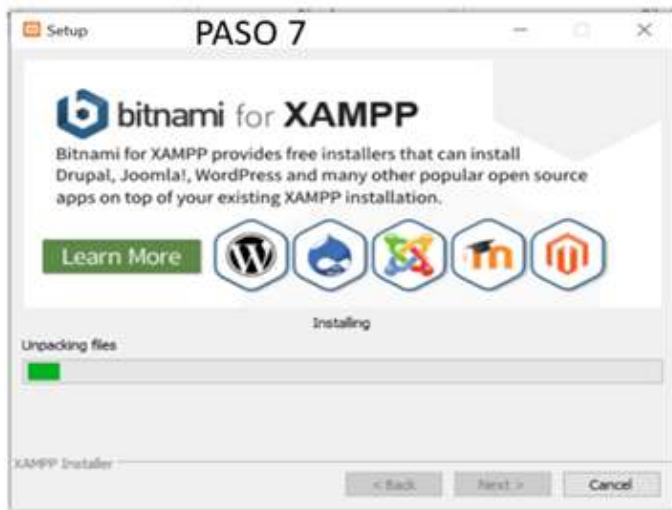 Setup
PASO 7
bitnami for XAMPP
Bitnami for XAMPP provides free installers that can install
Drupal, Joomla!, WordPress and many other popular open source
apps on top of your existing XAMPP installation.
Learn More
Installing
Unpacking files
XAMPP Installer
< Back
Next >
Cancel